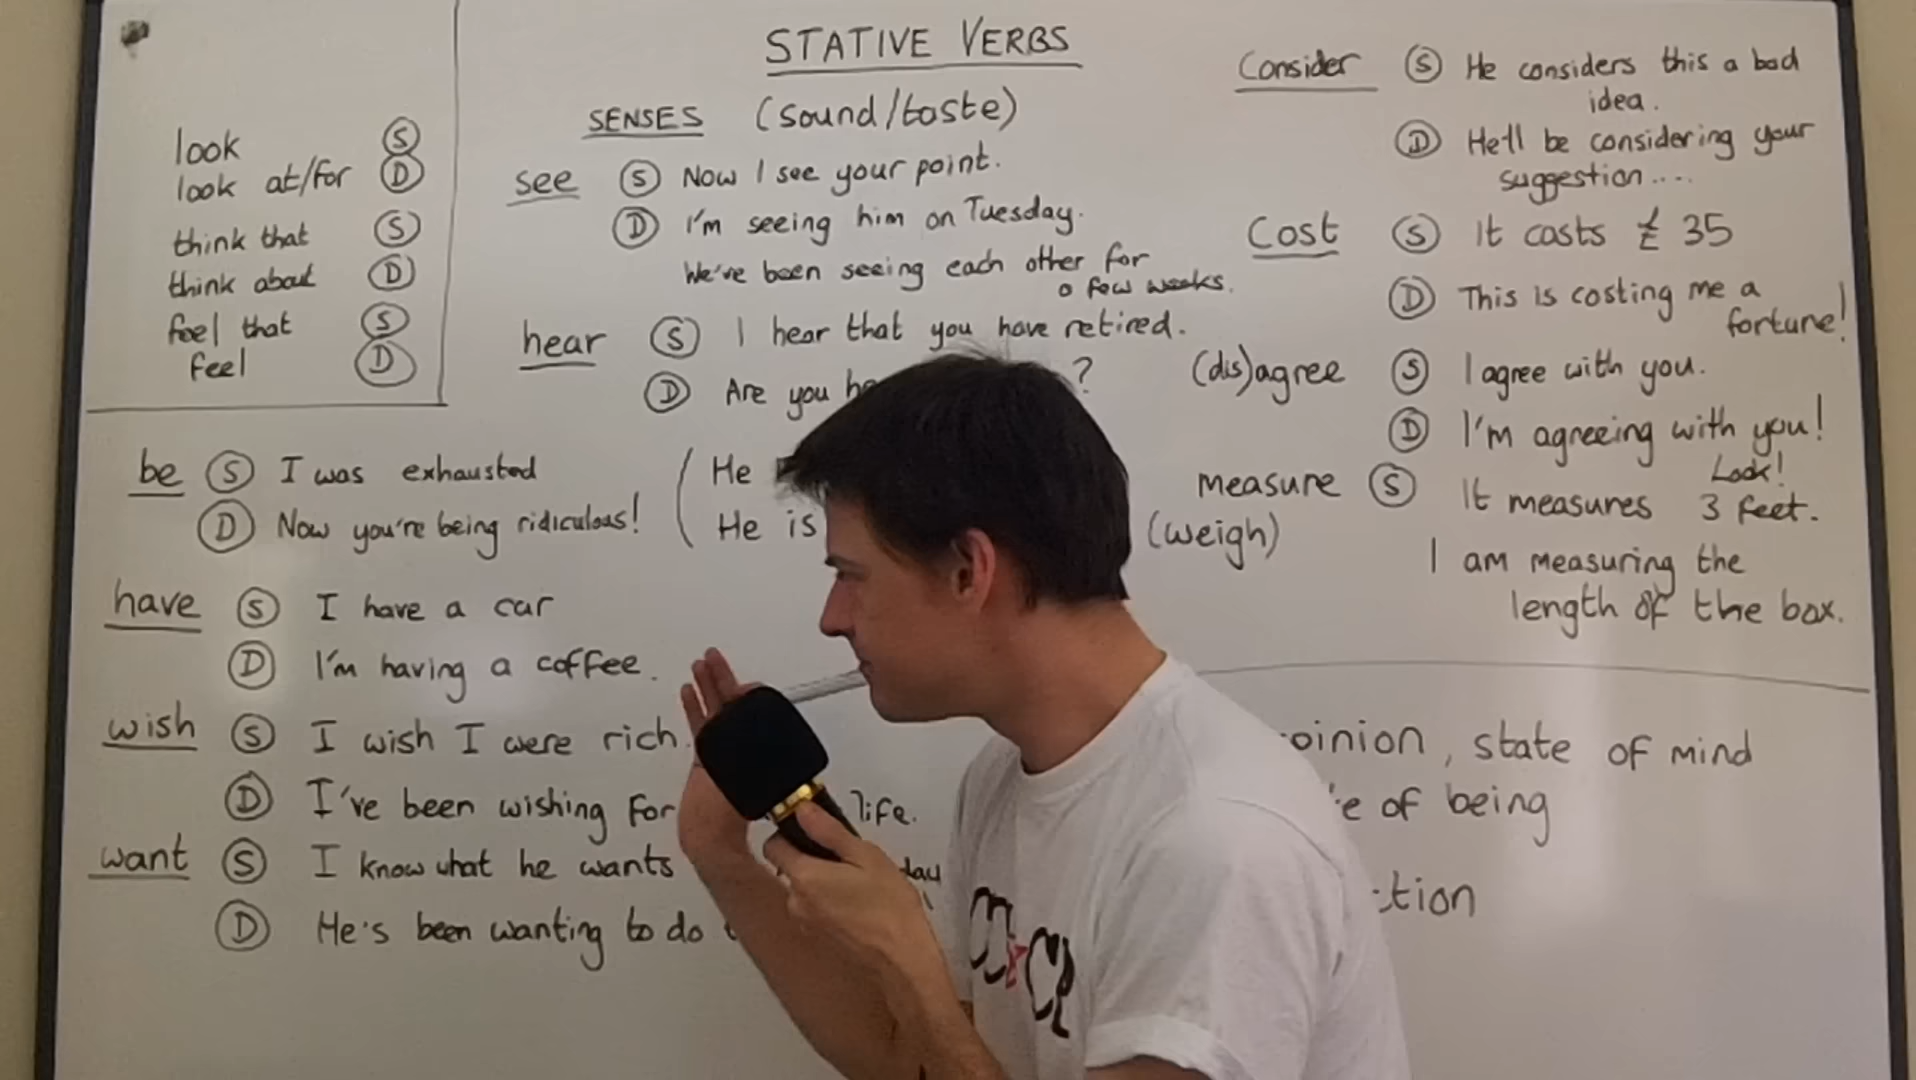 STATIVE VERBS
look Ⓢ
look at/for Ⓓ
think that Ⓢ
think about Ⓓ
feel that Ⓢ
feel Ⓓ
SENSES (sound/taste)
see Ⓢ Now I see your point.
Ⓓ I'm seeing him on Tuesday.
We've been seeing each other for
a few weeks.
hear Ⓢ I hear that you have retired.
Ⓓ Are you ?
be Ⓢ I was exhausted
Ⓓ Now you're being ridiculous!
(He
He is
have Ⓢ I have a car
Ⓓ I'm having a coffee.
wish Ⓢ I wish I were rich
Ⓓ I've been wishing for life.
want Ⓢ I know what he wants
Ⓓ He's been wanting to do
Consider Ⓢ He considers this a bad
idea.
Ⓓ He'll be considering your
suggestion....
Cost Ⓢ It costs £ 35
Ⓓ This is costing me a
fortune!
(dis)agree Ⓢ I agree with you.
Ⓓ I'm agreeing with you!
Look!
measure Ⓢ It measures 3 feet.
(weigh)
I am measuring the
length of the box.
, state of mind
of being